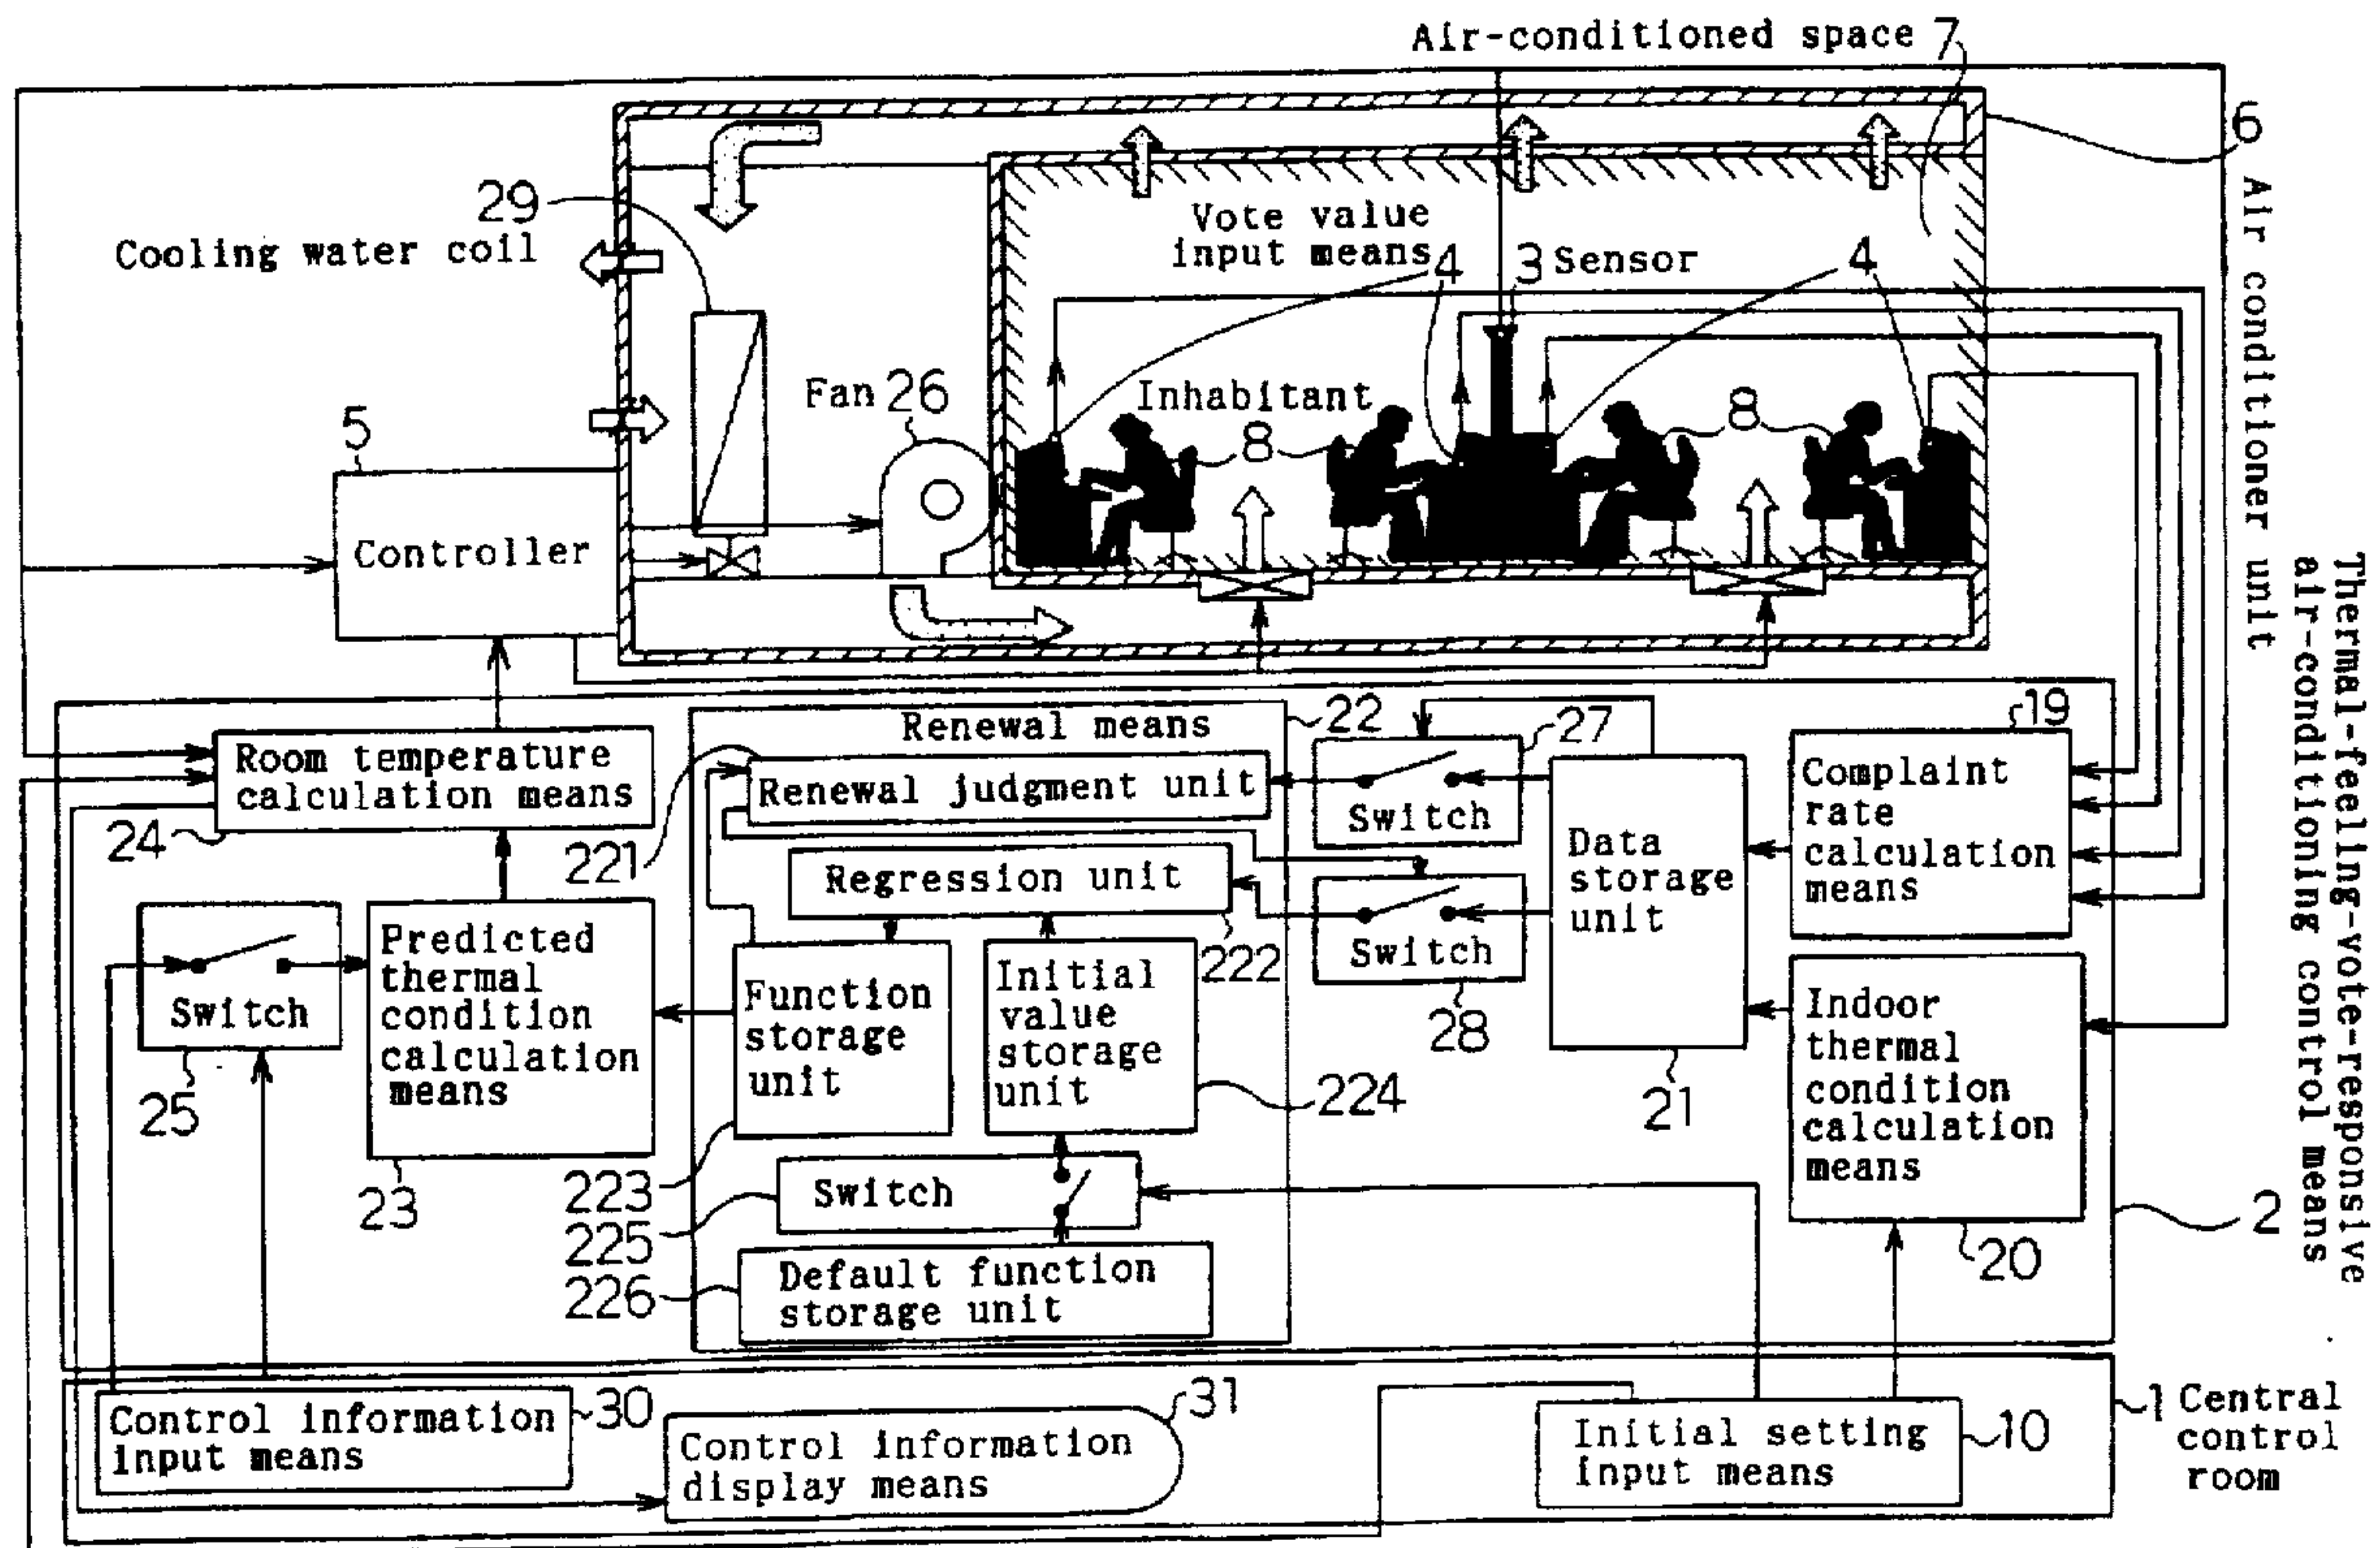 Air-conditioned space 7
6
Air conditioner unit
29
Cooling water coil
Vote value
input means 4
3 Sensor
4
Fan 26
Inhabitant
8
8
5
Controller
Thermal-feeling-vote-responsive
air-conditioning control means
2
Renewal means
22
27
19
Room temperature
calculation means
24
221
Renewal judgment unit
Switch
Complaint
rate
calculation
means
Regression unit
222
Data
storage
unit
21
Switch
28
Switch
25
Predicted
thermal
condition
calculation
means
23
Function
storage
unit
223
Initial
value
storage
unit
224
Indoor
thermal
condition
calculation
means
20
Switch
225
Default function
storage unit
226
Control information
input means
30
Control information
display means
31
Initial setting
input means
10
1 Central
control
room